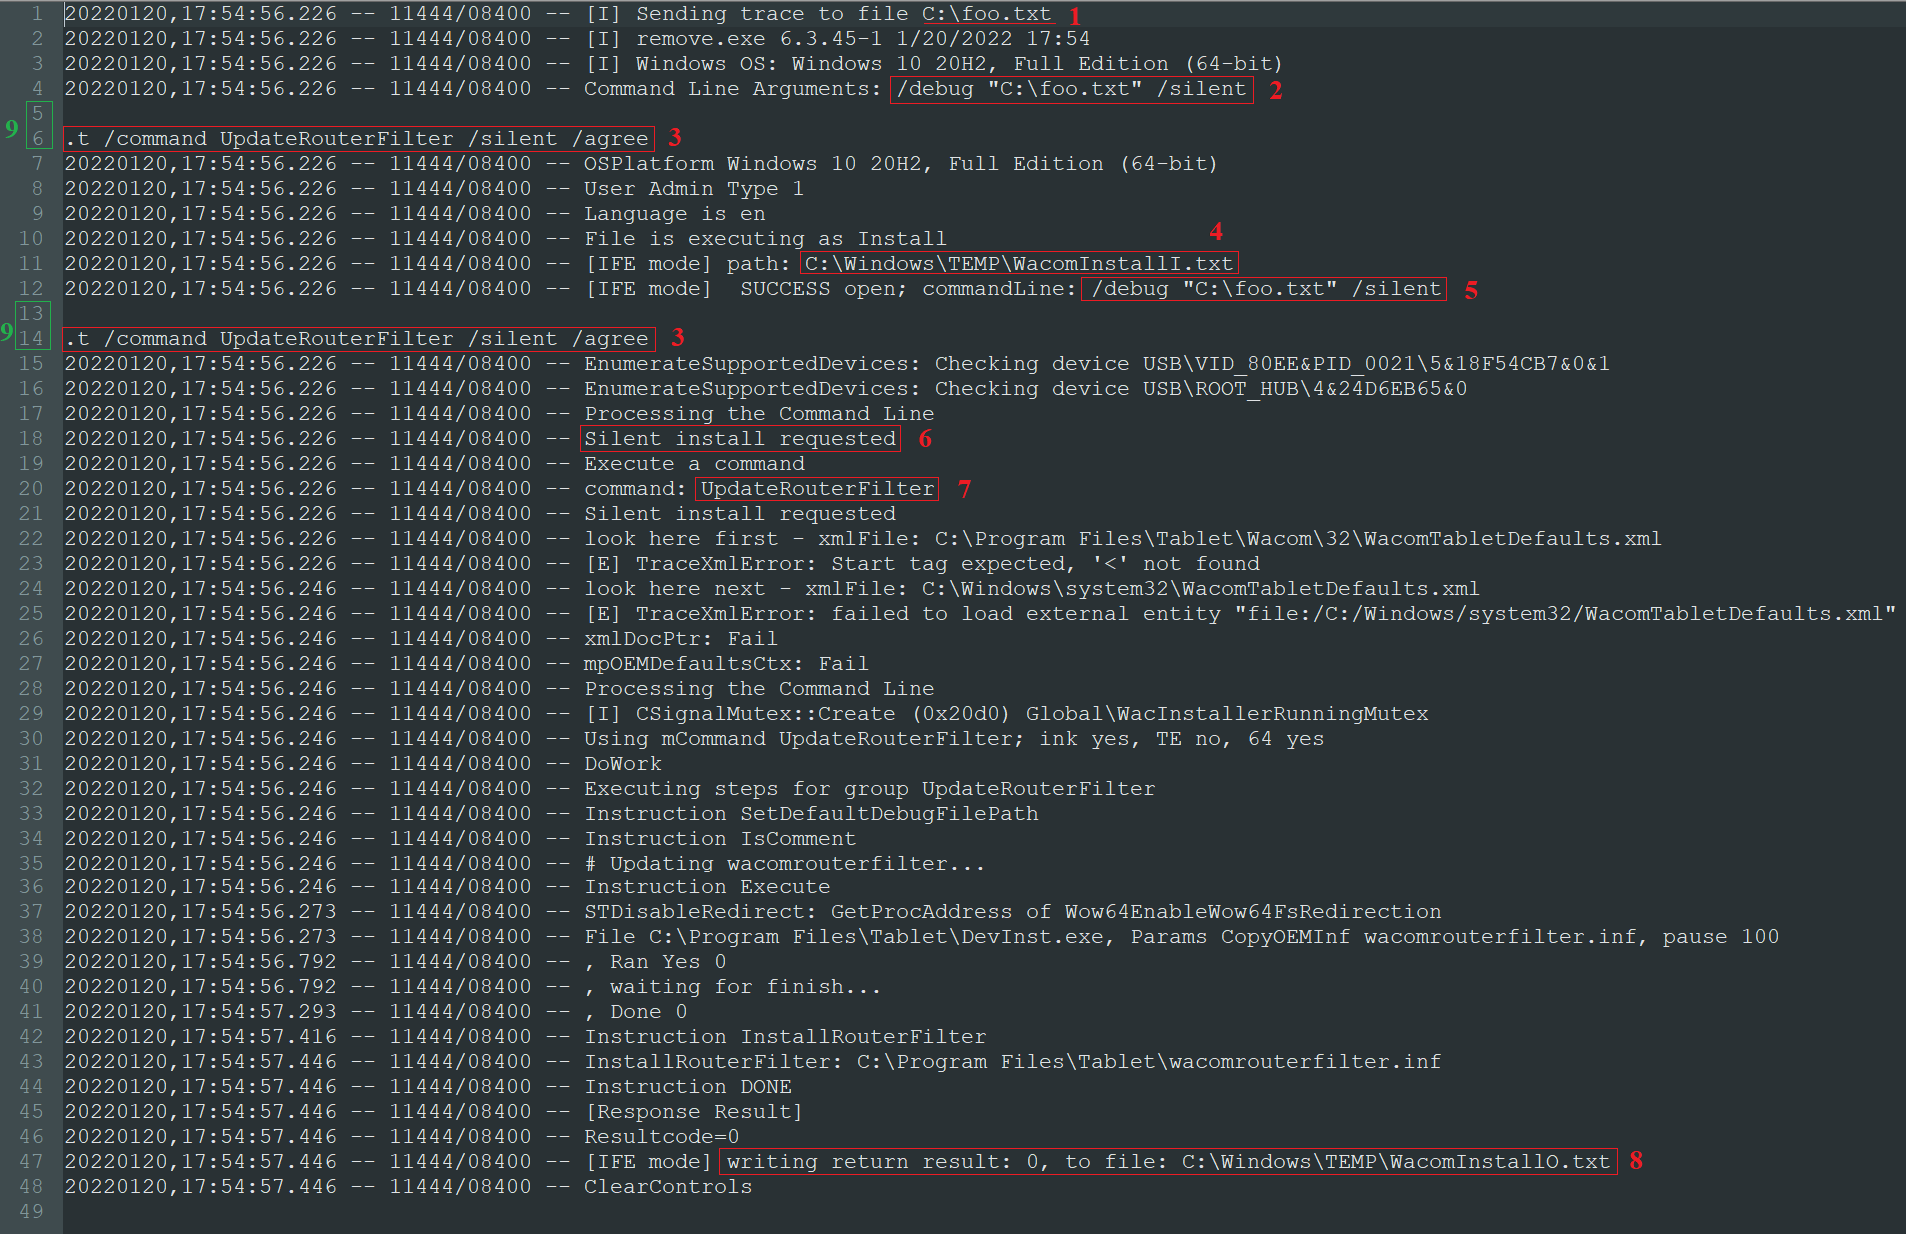 1 20220120,17:54:56.226 -- 11444/08400 -- [I] Sending trace to file C:\foo.txt 1
2 20220120,17:54:56.226 -- 11444/08400 -- [I] remove.exe 6.3.45-1 1/20/2022 17:54
3 20220120,17:54:56.226 -- 11444/08400 -- [I] Windows OS: Windows 10 20H2, Full Edition (64-bit)
4 20220120,17:54:56.226 -- 11444/08400 -- Command Line Arguments: /debug "C:\foo.txt" /silent 2
5
9
6 .t /command UpdateRouterFilter /silent /agree 3
7 20220120,17:54:56.226 -- 11444/08400 -- OSPlatform Windows 10 20H2, Full Edition (64-bit)
8 20220120,17:54:56.226 -- 11444/08400 -- User Admin Type 1
9 20220120,17:54:56.226 -- 11444/08400 -- Language is en
10 20220120,17:54:56.226 -- 11444/08400 -- File is executing as Install 4
11 20220120,17:54:56.226 -- 11444/08400 -- [IFE mode] path: C:\Windows\TEMP\WacomInstallI.txt
12 20220120,17:54:56.226 -- 11444/08400 -- [IFE mode]  SUCCESS open; commandLine: /debug "C:\foo.txt" /silent 5
13
9
14 .t /command UpdateRouterFilter /silent /agree 3
15 20220120,17:54:56.226 -- 11444/08400 -- EnumerateSupportedDevices: Checking device USB\VID_80EE&PID_0021\5&18F54CB7&0&1
16 20220120,17:54:56.226 -- 11444/08400 -- EnumerateSupportedDevices: Checking device USB\ROOT_HUB\4&24D6EB65&0
17 20220120,17:54:56.226 -- 11444/08400 -- Processing the Command Line
18 20220120,17:54:56.226 -- 11444/08400 -- Silent install requested 6
19 20220120,17:54:56.226 -- 11444/08400 -- Execute a command
20 20220120,17:54:56.226 -- 11444/08400 -- command: UpdateRouterFilter 7
21 20220120,17:54:56.226 -- 11444/08400 -- Silent install requested
22 20220120,17:54:56.226 -- 11444/08400 -- look here first - xmlFile: C:\Program Files\Tablet\Wacom\32\WacomTabletDefaults.xml
23 20220120,17:54:56.226 -- 11444/08400 -- [E] TraceXmlError: Start tag expected, '<' not found
24 20220120,17:54:56.226 -- 11444/08400 -- look here next - xmlFile: C:\Windows\system32\WacomTabletDefaults.xml
25 20220120,17:54:56.246 -- 11444/08400 -- [E] TraceXmlError: failed to load external entity "file:/C:/Windows/system32/WacomTabletDefaults.xml"
26 20220120,17:54:56.246 -- 11444/08400 -- xmlDocPtr: Fail
27 20220120,17:54:56.246 -- 11444/08400 -- mpOEMDefaultsCtx: Fail
28 20220120,17:54:56.246 -- 11444/08400 -- Processing the Command Line
29 20220120,17:54:56.246 -- 11444/08400 -- [I] CSignalMutex::Create (0x20d0) Global\WacInstallerRunningMutex
30 20220120,17:54:56.246 -- 11444/08400 -- Using mCommand UpdateRouterFilter; ink yes, TE no, 64 yes
31 20220120,17:54:56.246 -- 11444/08400 -- DoWork
32 20220120,17:54:56.246 -- 11444/08400 -- Executing steps for group UpdateRouterFilter
33 20220120,17:54:56.246 -- 11444/08400 -- Instruction SetDefaultDebugFilePath
34 20220120,17:54:56.246 -- 11444/08400 -- Instruction IsComment
35 20220120,17:54:56.246 -- 11444/08400 -- # Updating wacomrouterfilter...
36 20220120,17:54:56.246 -- 11444/08400 -- Instruction Execute
37 20220120,17:54:56.273 -- 11444/08400 -- STDisableRedirect: GetProcAddress of Wow64EnableWow64FsRedirection
38 20220120,17:54:56.273 -- 11444/08400 -- File C:\Program Files\Tablet\DevInst.exe, Params CopyOEMInf wacomrouterfilter.inf, pause 100
39 20220120,17:54:56.792 -- 11444/08400 -- , Ran Yes 0
40 20220120,17:54:56.792 -- 11444/08400 -- , waiting for finish...
41 20220120,17:54:57.293 -- 11444/08400 -- , Done 0
42 20220120,17:54:57.416 -- 11444/08400 -- Instruction InstallRouterFilter
43 20220120,17:54:57.446 -- 11444/08400 -- InstallRouterFilter: C:\Program Files\Tablet\wacomrouterfilter.inf
44 20220120,17:54:57.446 -- 11444/08400 -- Instruction DONE
45 20220120,17:54:57.446 -- 11444/08400 -- [Response Result]
46 20220120,17:54:57.446 -- 11444/08400 -- Resultcode=0
47 20220120,17:54:57.446 -- 11444/08400 -- [IFE mode] writing return result: 0, to file: C:\Windows\TEMP\WacomInstallO.txt 8
48 20220120,17:54:57.446 -- 11444/08400 -- ClearControls
49